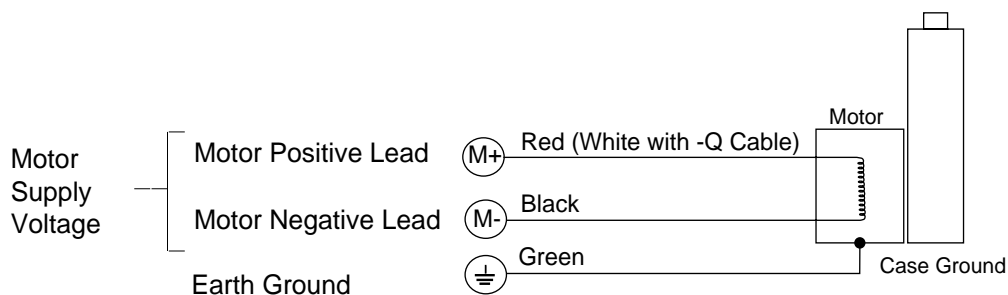 Motor
Supply
Voltage
Motor Positive Lead
M+
Red (White with -Q Cable)
Motor
Motor Negative Lead
M-
Black
Earth Ground
Green
Case Ground